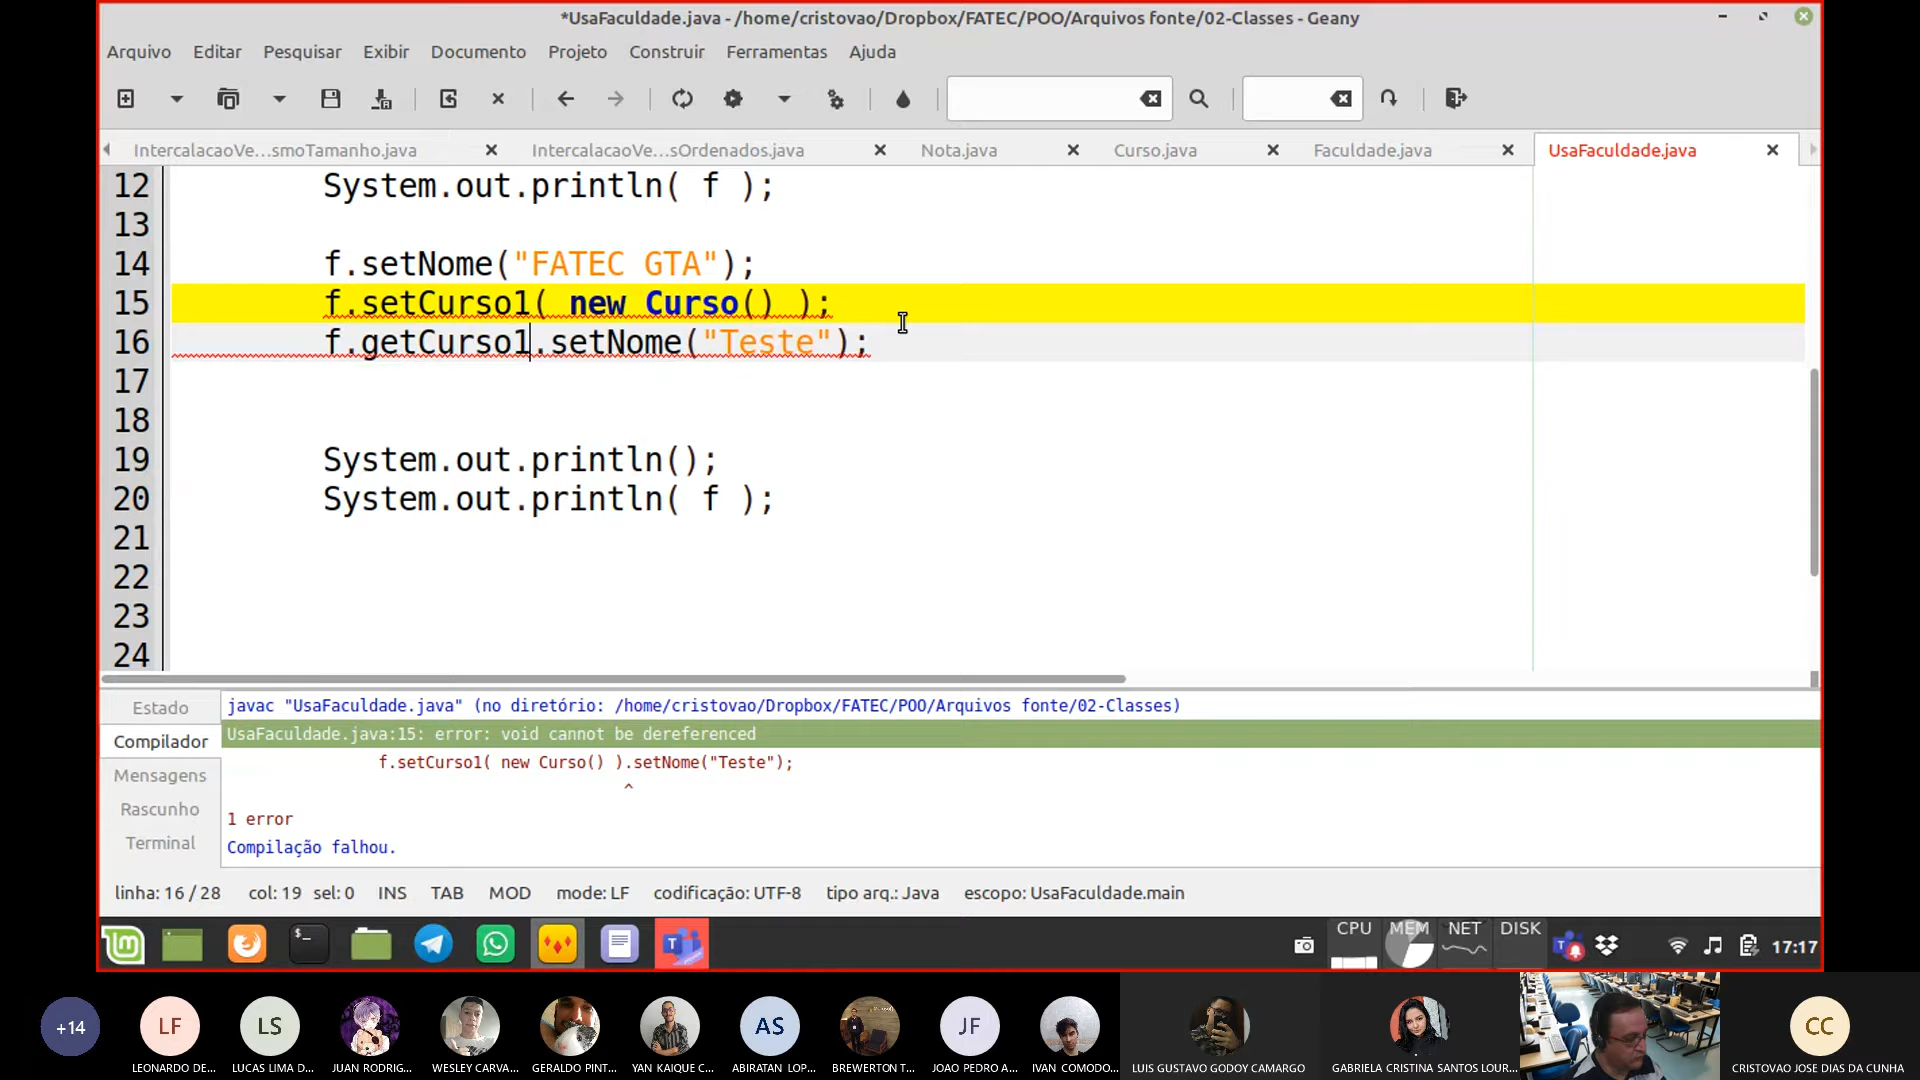 *UsaFaculdade.java - /home/cristovao/Dropbox/FATEC/POO/Arquivos fonte/02-Classes - Geany
Arquivo Editar Pesquisar Exibir Documento Projeto Construir Ferramentas Ajuda
IntercalacaoVe...smoTamanho.java IntercalacaoVe...sOrdenados.java Nota.java Curso.java Faculdade.java UsaFaculdade.java
12 System.out.println( f );
13
14 f.setNome("FATEC GTA");
15 f.setCurso1( new Curso() );
16 f.getCurso1.setNome("Teste");
17
18
19 System.out.println();
20 System.out.println( f );
21
22
23
24
Estado
Compilador
Mensagens
Rascunho
Terminal
javac "UsaFaculdade.java" (no diretório: /home/cristovao/Dropbox/FATEC/POO/Arquivos fonte/02-Classes)
UsaFaculdade.java:15: error: void cannot be dereferenced
f.setCurso1( new Curso() ).setNome("Teste");
^
1 error
Compilação falhou.
linha: 16 / 28 col: 19 sel: 0 INS TAB MOD mode: LF codificação: UTF-8 tipo arq.: Java escopo: UsaFaculdade.main
CPU MEM NET DISK 17:17
+14 LF LS AS JF CC
LEONARDO DE... LUCAS LIMA D... JUAN RODRIG... WESLEY CARVA... GERALDO PINT... YAN KAIQUE C... ABIRATAN LOP... BREWERTON T... JOAO PEDRO A... IVAN COMODO... LUIS GUSTAVO GODOY CAMARGO GABRIELA CRISTINA SANTOS LOUR... CRISTOVAO JOSE DIAS DA CUNHA